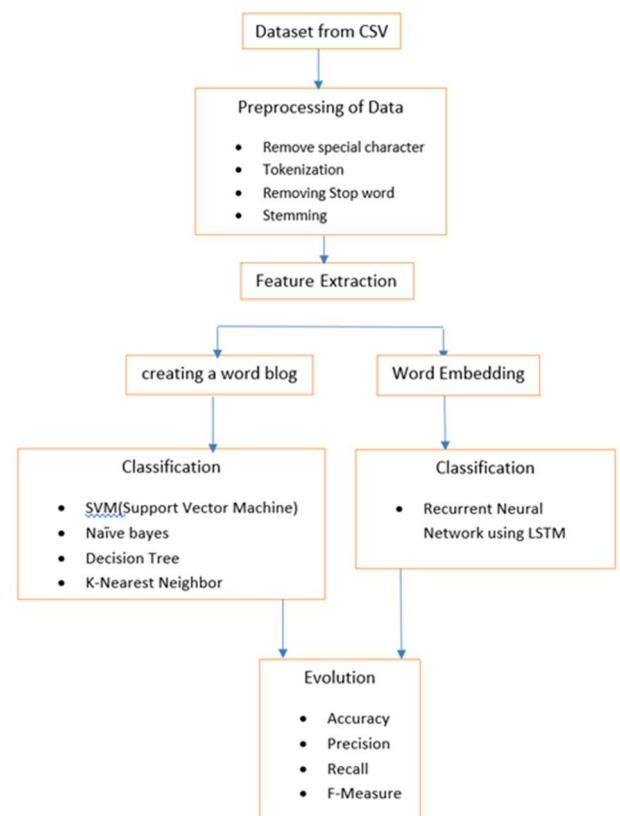 Dataset from CSV
Preprocessing of Data
• Remove special character
• Tokenization
• Removing Stop word
• Stemming
Feature Extraction
creating a word blog
Word Embedding
Classification
• SVM(Support Vector Machine)
• Naïve bayes
• Decision Tree
• K-Nearest Neighbor
Classification
• Recurrent Neural
Network using LSTM
Evolution
• Accuracy
• Precision
• Recall
• F-Measure